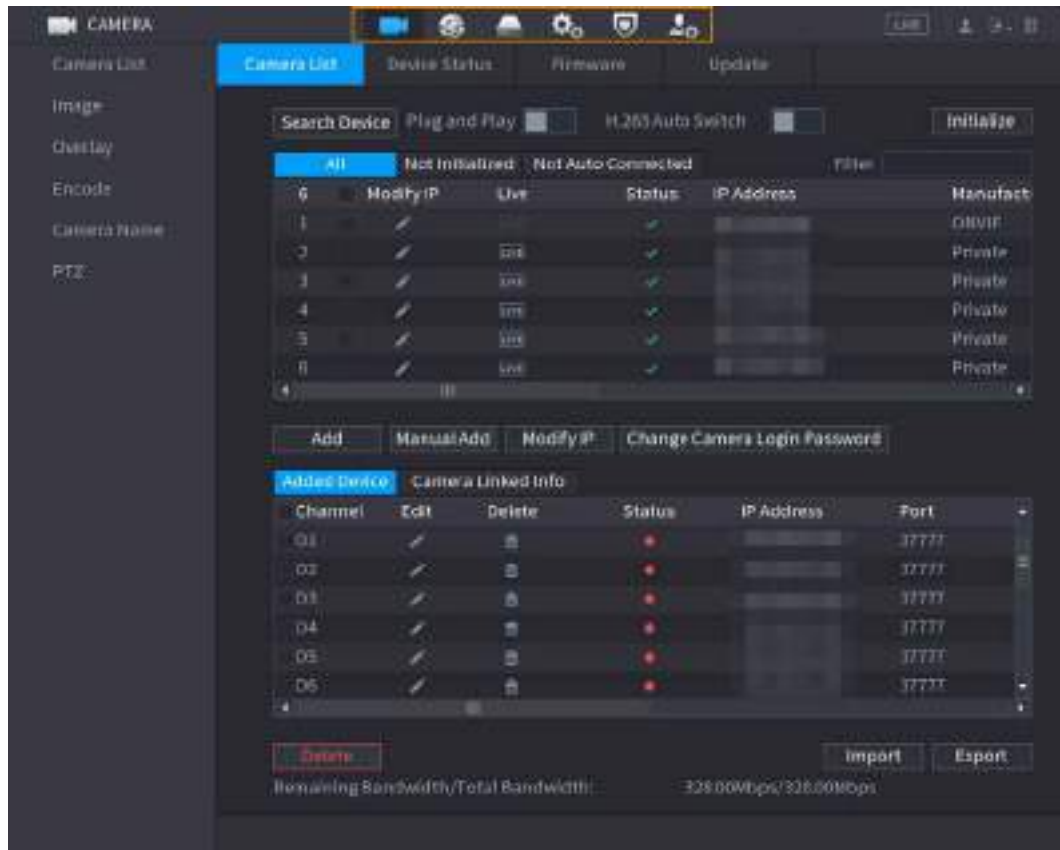 CAMERA LIVE
Camera List
Image
Overlay
Encode
Camera Name
PTZ
Camera List Device Status Firmware Update
Search Device Plug and Play H.265 Auto Switch Initialize
All Not Initialized Not Auto Connected Filter
6 Modify IP Live Status IP Address Manufact
1 ONVIF
2 LIVE Private
3 LIVE Private
4 LIVE Private
5 LIVE Private
6 LIVE Private
Add Manual Add Modify IP Change Camera Login Password
Added Device Camera Linked Info
Channel Edit Delete Status IP Address Port
D1 37777
D2 37777
D3 37777
D4 37777
D5 37777
D6 37777
Delete Import Export
Remaining Bandwidth/Total Bandwidth: 328.00Mbps/328.00Mbps